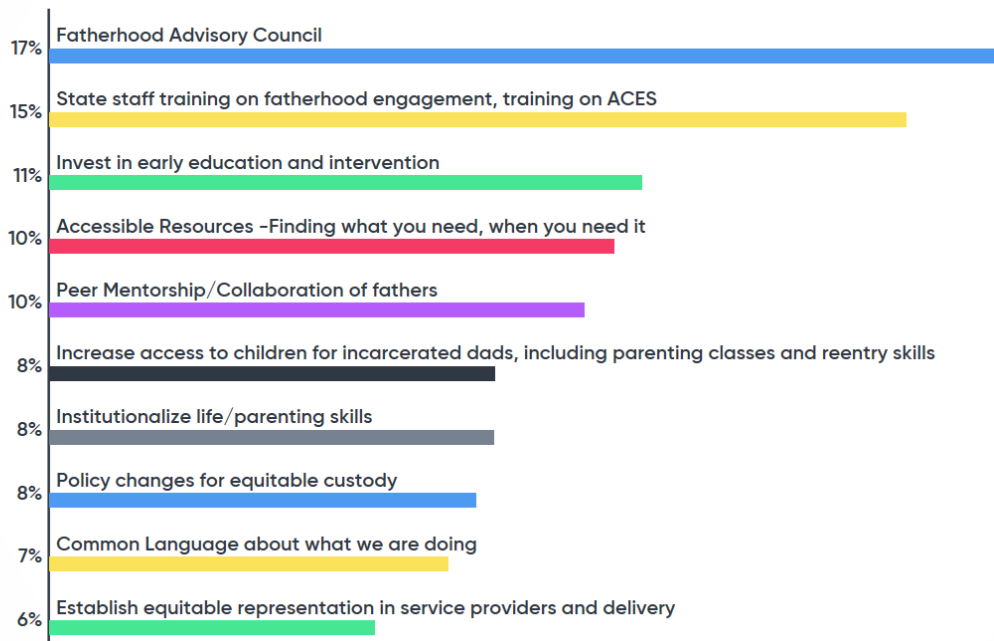 Fatherhood Advisory Council
17%
State staff training on fatherhood engagement, training on ACES
15%
Invest in early education and intervention
11%
Accessible Resources -Finding what you need, when you need it
10%
Peer Mentorship/Collaboration of fathers
10%
Increase access to children for incarcerated dads, including parenting classes and reentry skills
8%
Institutionalize life/parenting skills
8%
Policy changes for equitable custody
8%
Common Language about what we are doing
7%
Establish equitable representation in service providers and delivery
6%